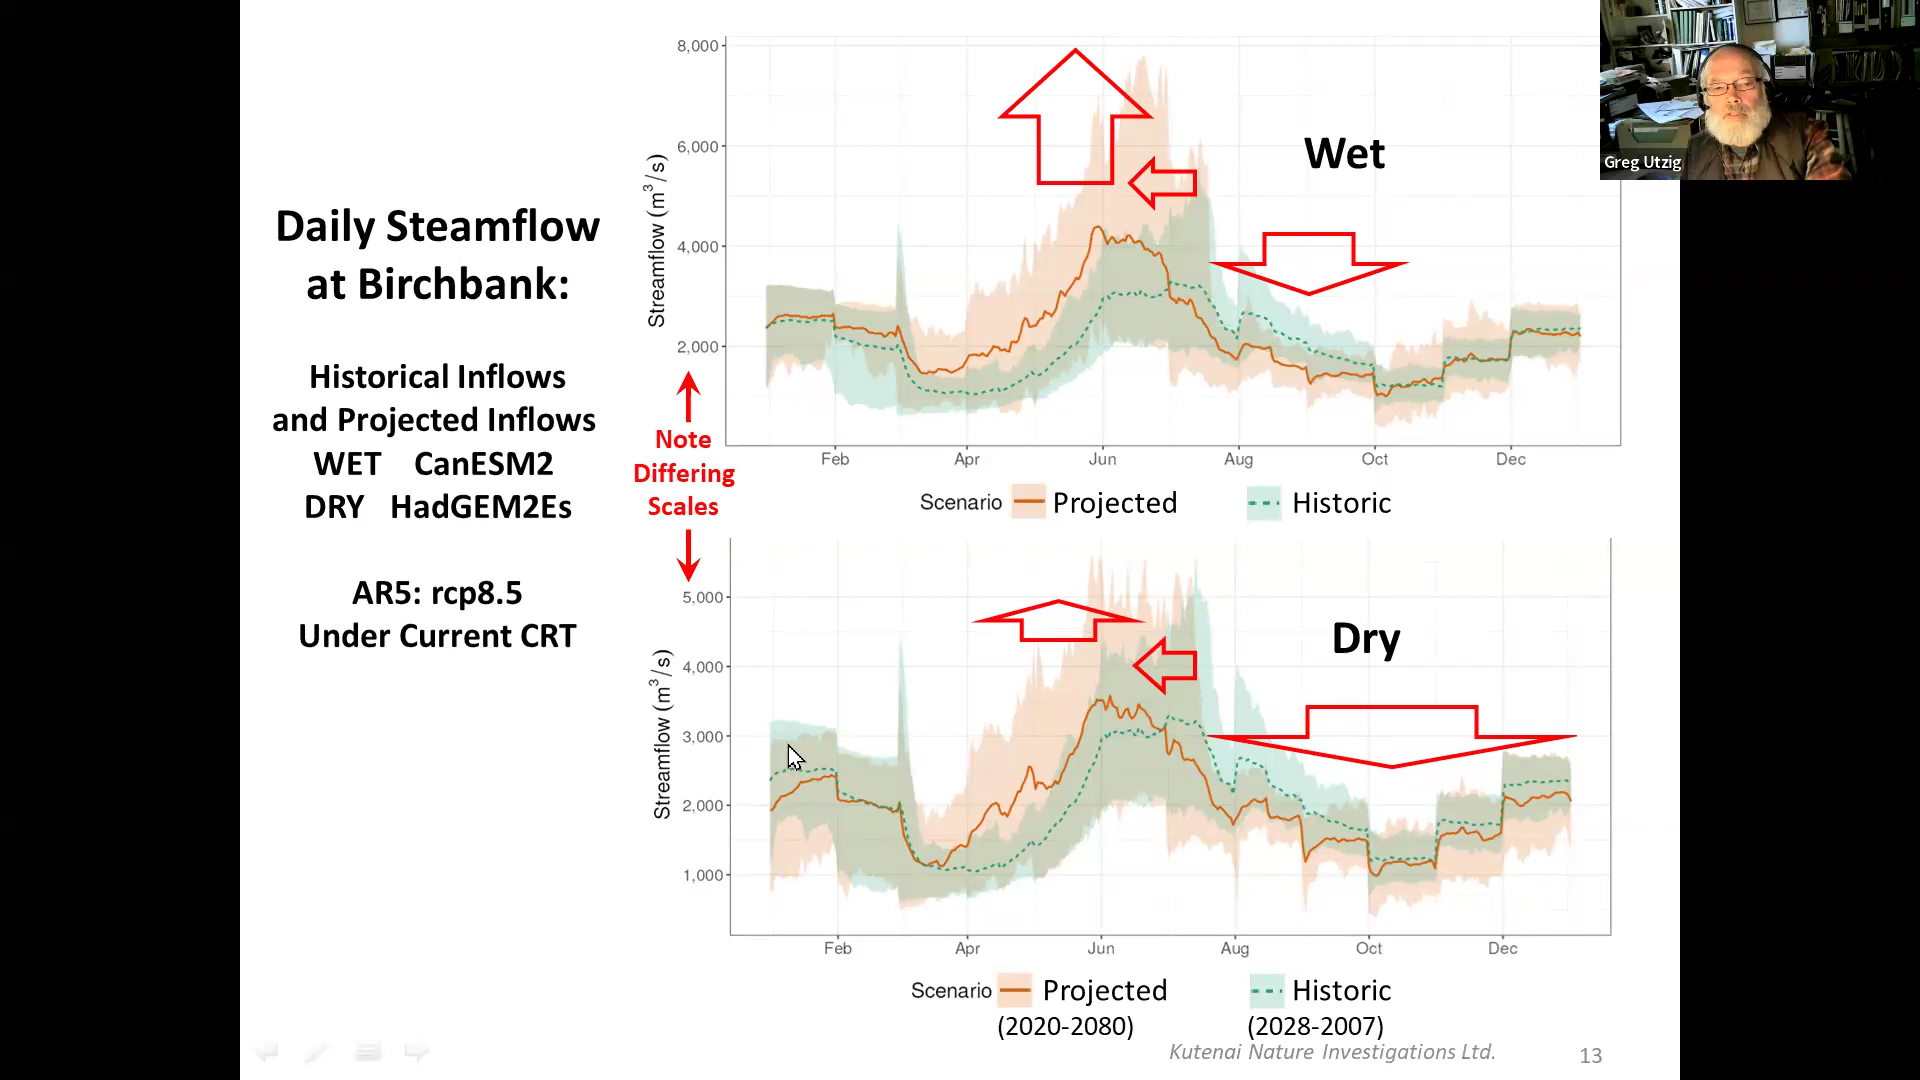 Daily Steamflow
at Birchbank:
Historical Inflows
and Projected Inflows
WET CanESM2
DRY HadGEM2Es
AR5: rcp8.5
Under Current CRT
8,000
6,000
4,000
2,000
Streamflow (m³/s)
Wet
Feb Apr Jun Aug Oct Dec
Scenario Projected Historic
Note
Differing
Scales
5,000
4,000
3,000
2,000
1,000
Streamflow (m³/s)
Dry
Feb Apr Jun Aug Oct Dec
Scenario Projected Historic
(2020-2080) (2028-2007)
Kutenai Nature Investigations Ltd. 13
Greg Utzig